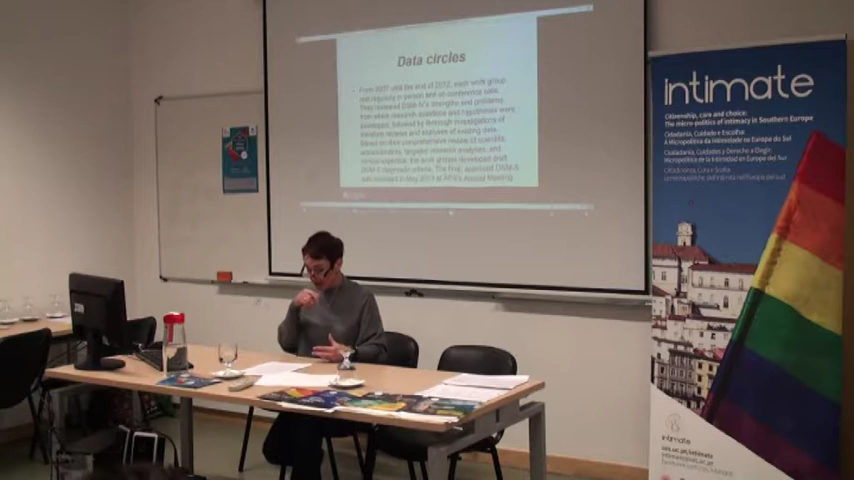 Data circles
From 2007 until the end of 2012, each work group
met regularly in person and on conference calls.
They reviewed DSM-IV's strengths and problems,
from which research questions and hypotheses were
developed, followed by thorough investigations of
literature reviews and analyses of existing data.
Based on their comprehensive review of scientific
advancements, targeted research analyses, and
clinical expertise, the work groups developed draft
DSM-5 diagnostic criteria. The final, approved DSM-5
was released in May 2013 at APA's Annual Meeting
intimate
Citizenship, care and choice:
The micro-politics of intimacy in Southern Europe
Cidadania, Cuidado e Escolha:
A Micropolítica da Intimidade na Europa do Sul
Ciudadanía, Cuidados y Derecho a Elegir:
Micropolíticas de la Intimidad en Europa del Sur
intimate